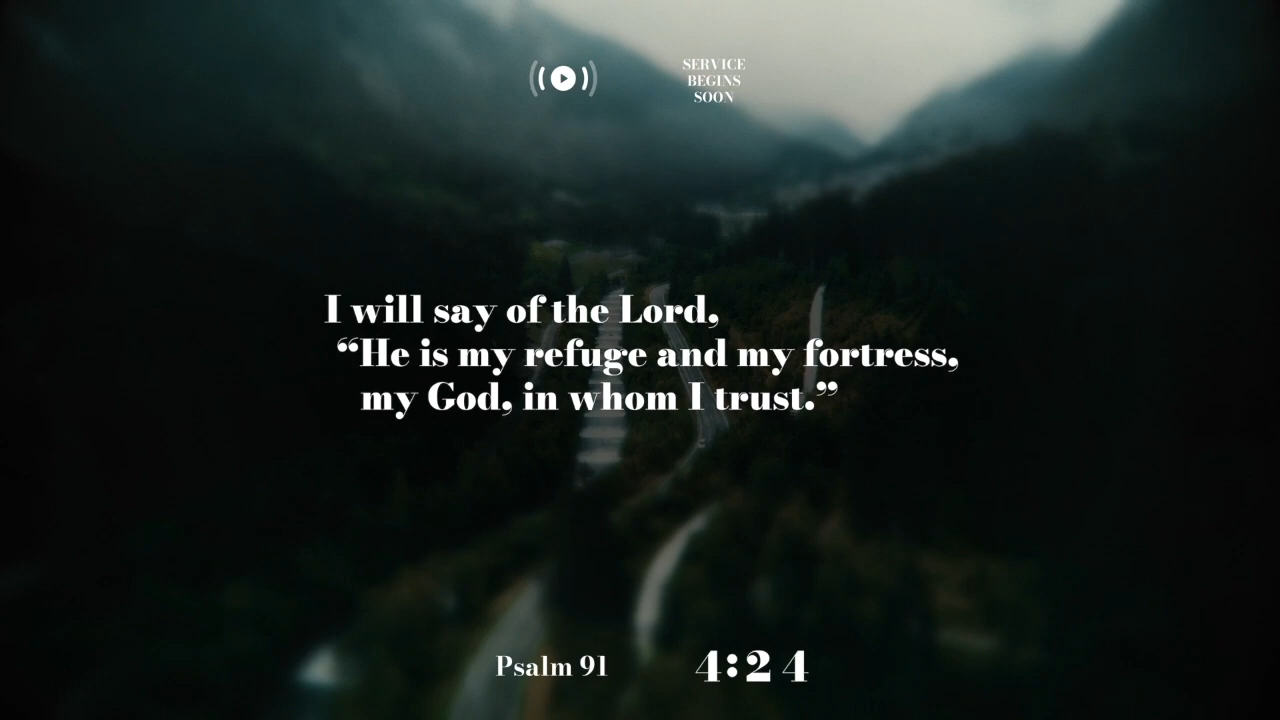 SERVICE
BEGINS
SOON
I will say of the Lord,
“He is my refuge and my fortress,
my God, in whom I trust.”
Psalm 91
4:24